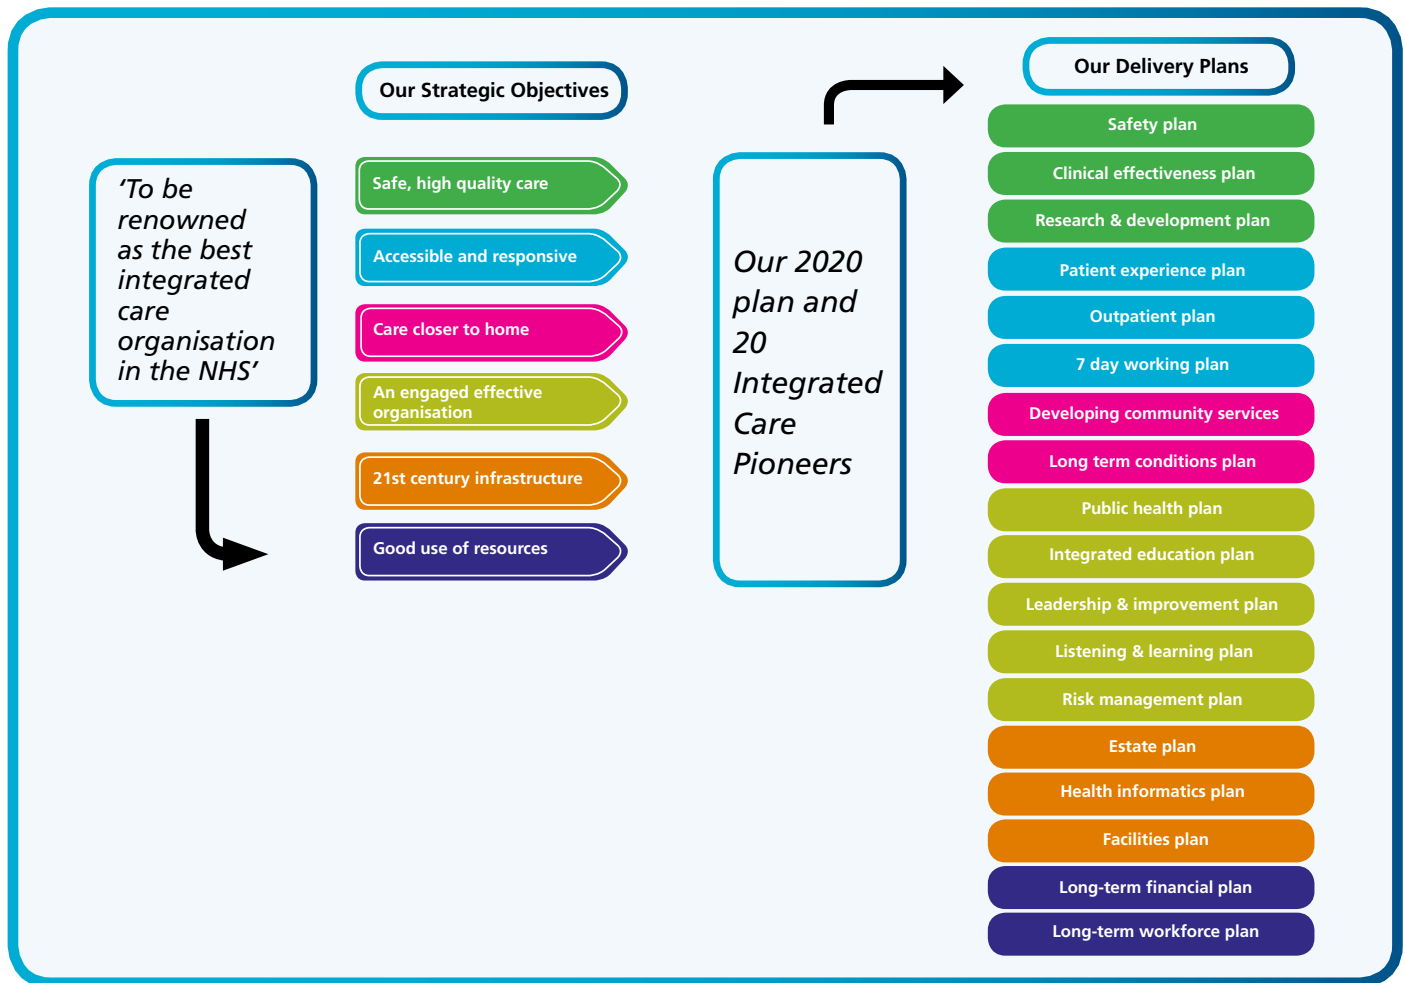 ‘To be
renowned
as the best
integrated
care
organisation
in the NHS’
Our Strategic Objectives
Safe, high quality care
Accessible and responsive
Care closer to home
An engaged effective
organisation
21st century infrastructure
Good use of resources
Our 2020
plan and
20
Integrated
Care
Pioneers
Our Delivery Plans
Safety plan
Clinical effectiveness plan
Research & development plan
Patient experience plan
Outpatient plan
7 day working plan
Developing community services
Long term conditions plan
Public health plan
Integrated education plan
Leadership & improvement plan
Listening & learning plan
Risk management plan
Estate plan
Health informatics plan
Facilities plan
Long-term financial plan
Long-term workforce plan